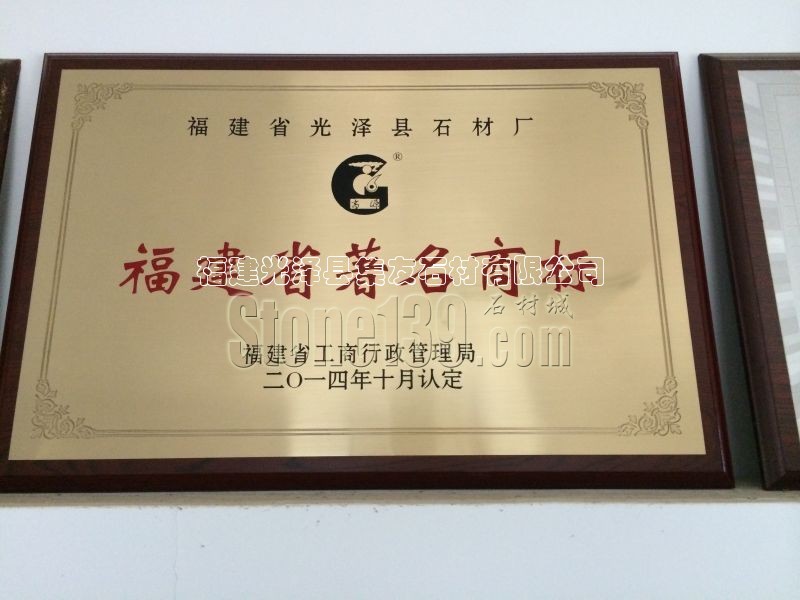 福建省光泽县石材厂
®
福建省著名商标
福建光泽县集友石材有限公司
Stone139.com
石材城
福建省工商行政管理局
二〇一四年十月认定